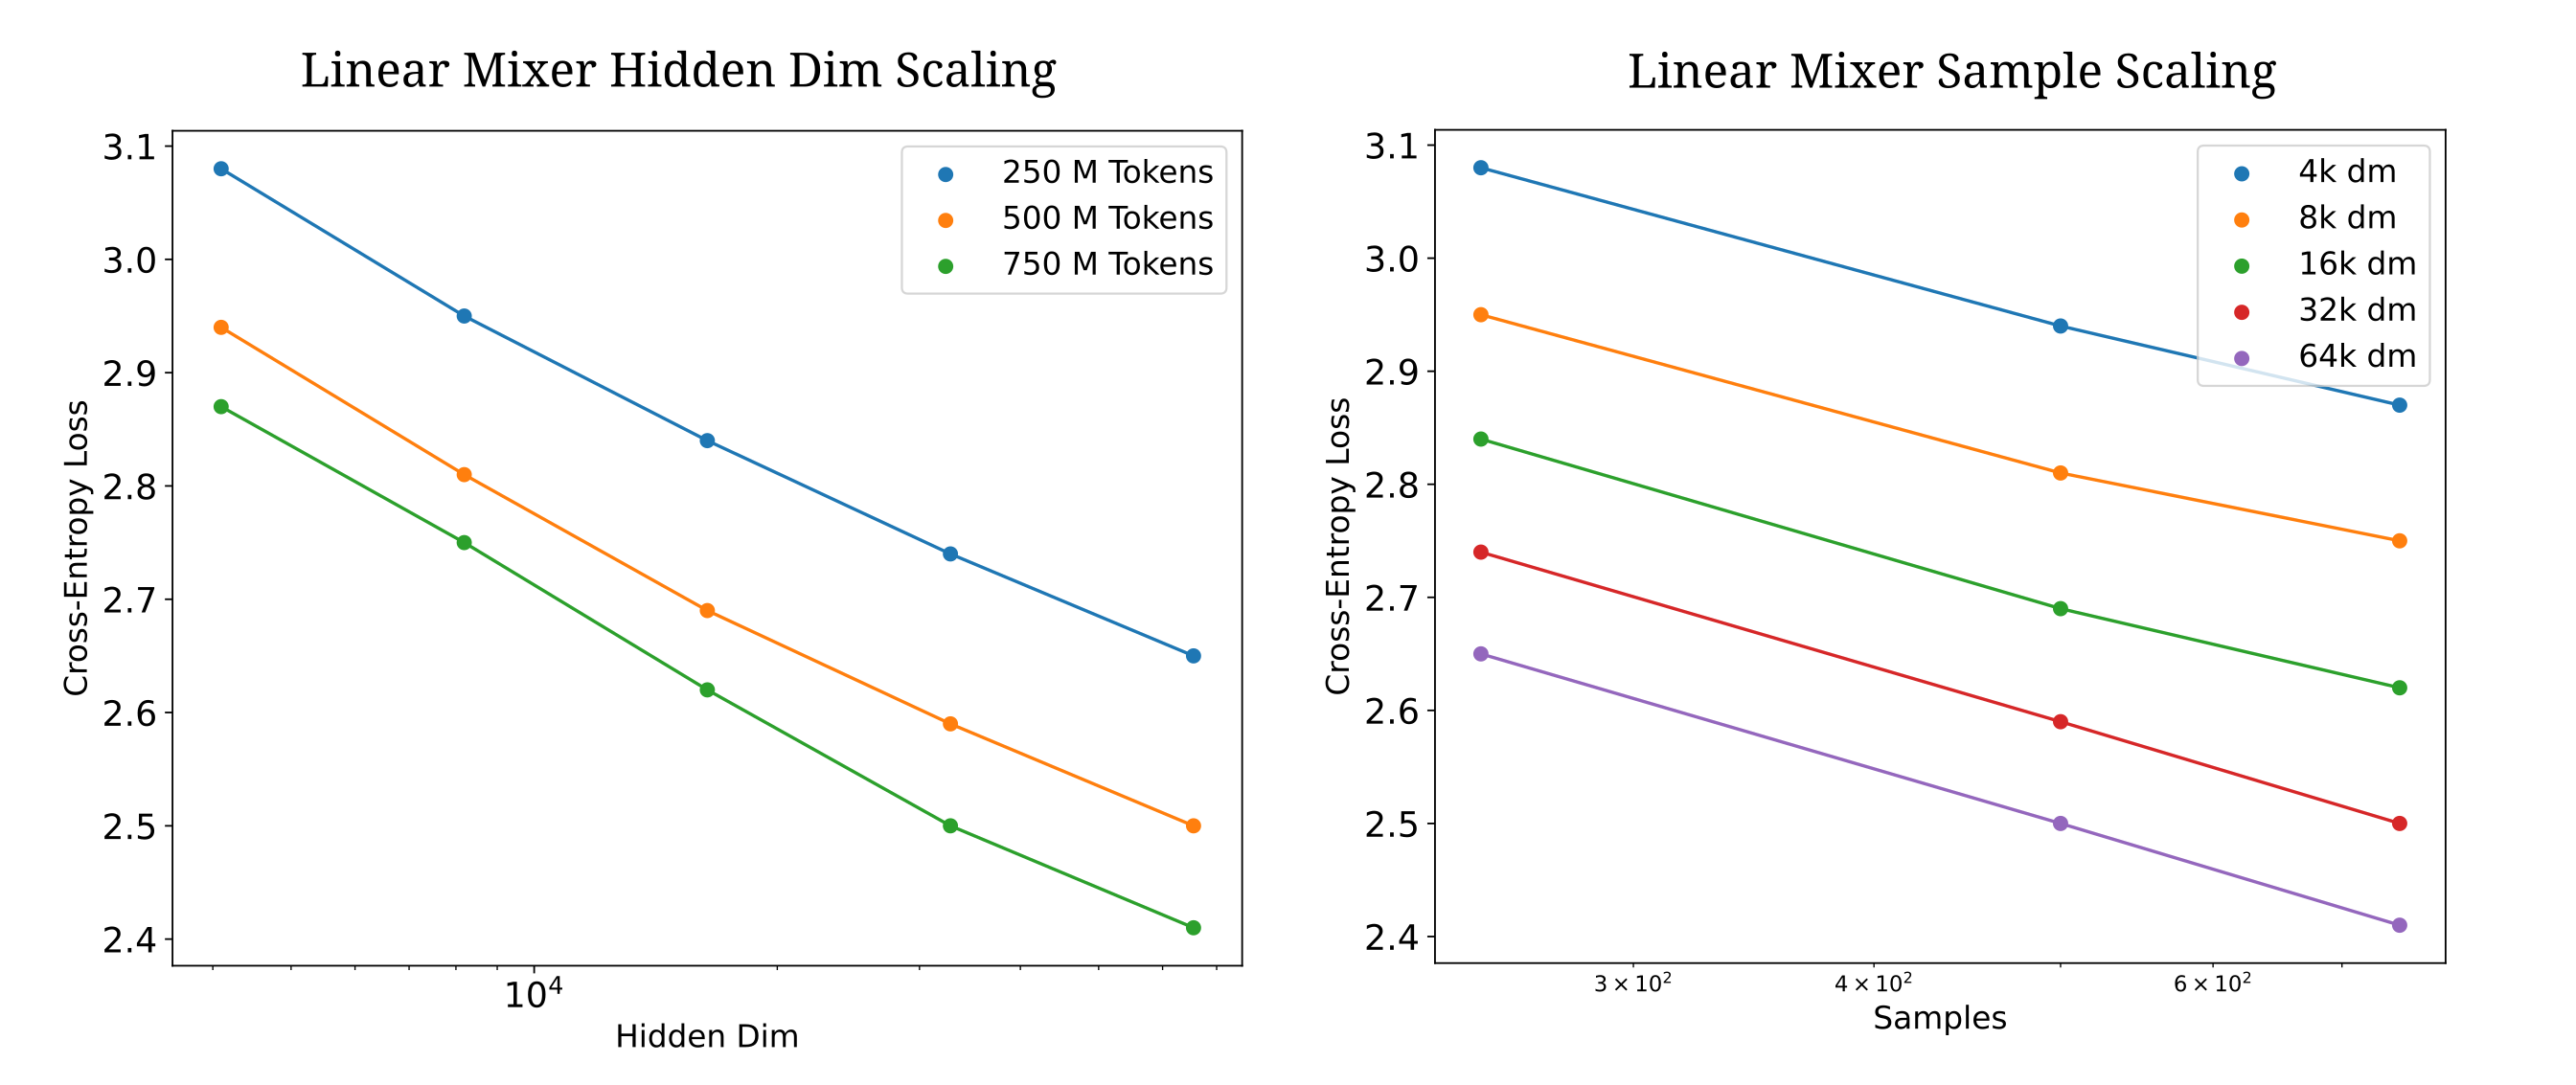 Linear Mixer Hidden Dim Scaling
3.1
3.0
2.9
2.8
2.7
2.6
2.5
2.4
Cross-Entropy Loss
250 M Tokens
500 M Tokens
750 M Tokens
10⁴
Hidden Dim
Linear Mixer Sample Scaling
3.1
3.0
2.9
2.8
2.7
2.6
2.5
2.4
Cross-Entropy Loss
4k dm
8k dm
16k dm
32k dm
64k dm
3 × 10² 4 × 10² 6 × 10²
Samples